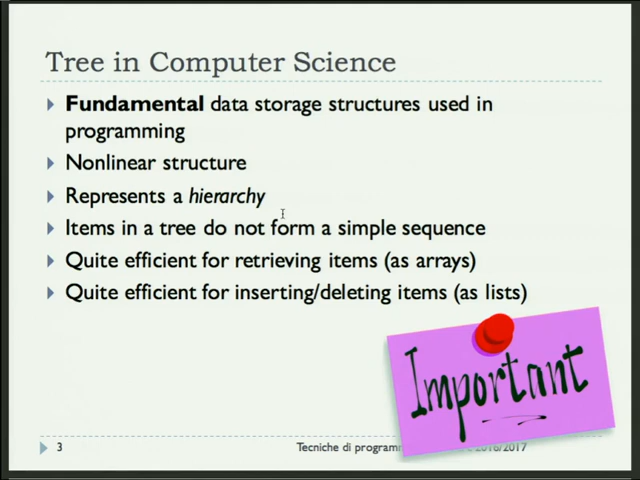 Tree in Computer Science
Fundamental data storage structures used in
programming
Nonlinear structure
Represents a hierarchy
Items in a tree do not form a simple sequence
Quite efficient for retrieving items (as arrays)
Quite efficient for inserting/deleting items (as lists)
Important
3
Tecniche di 2016/2017